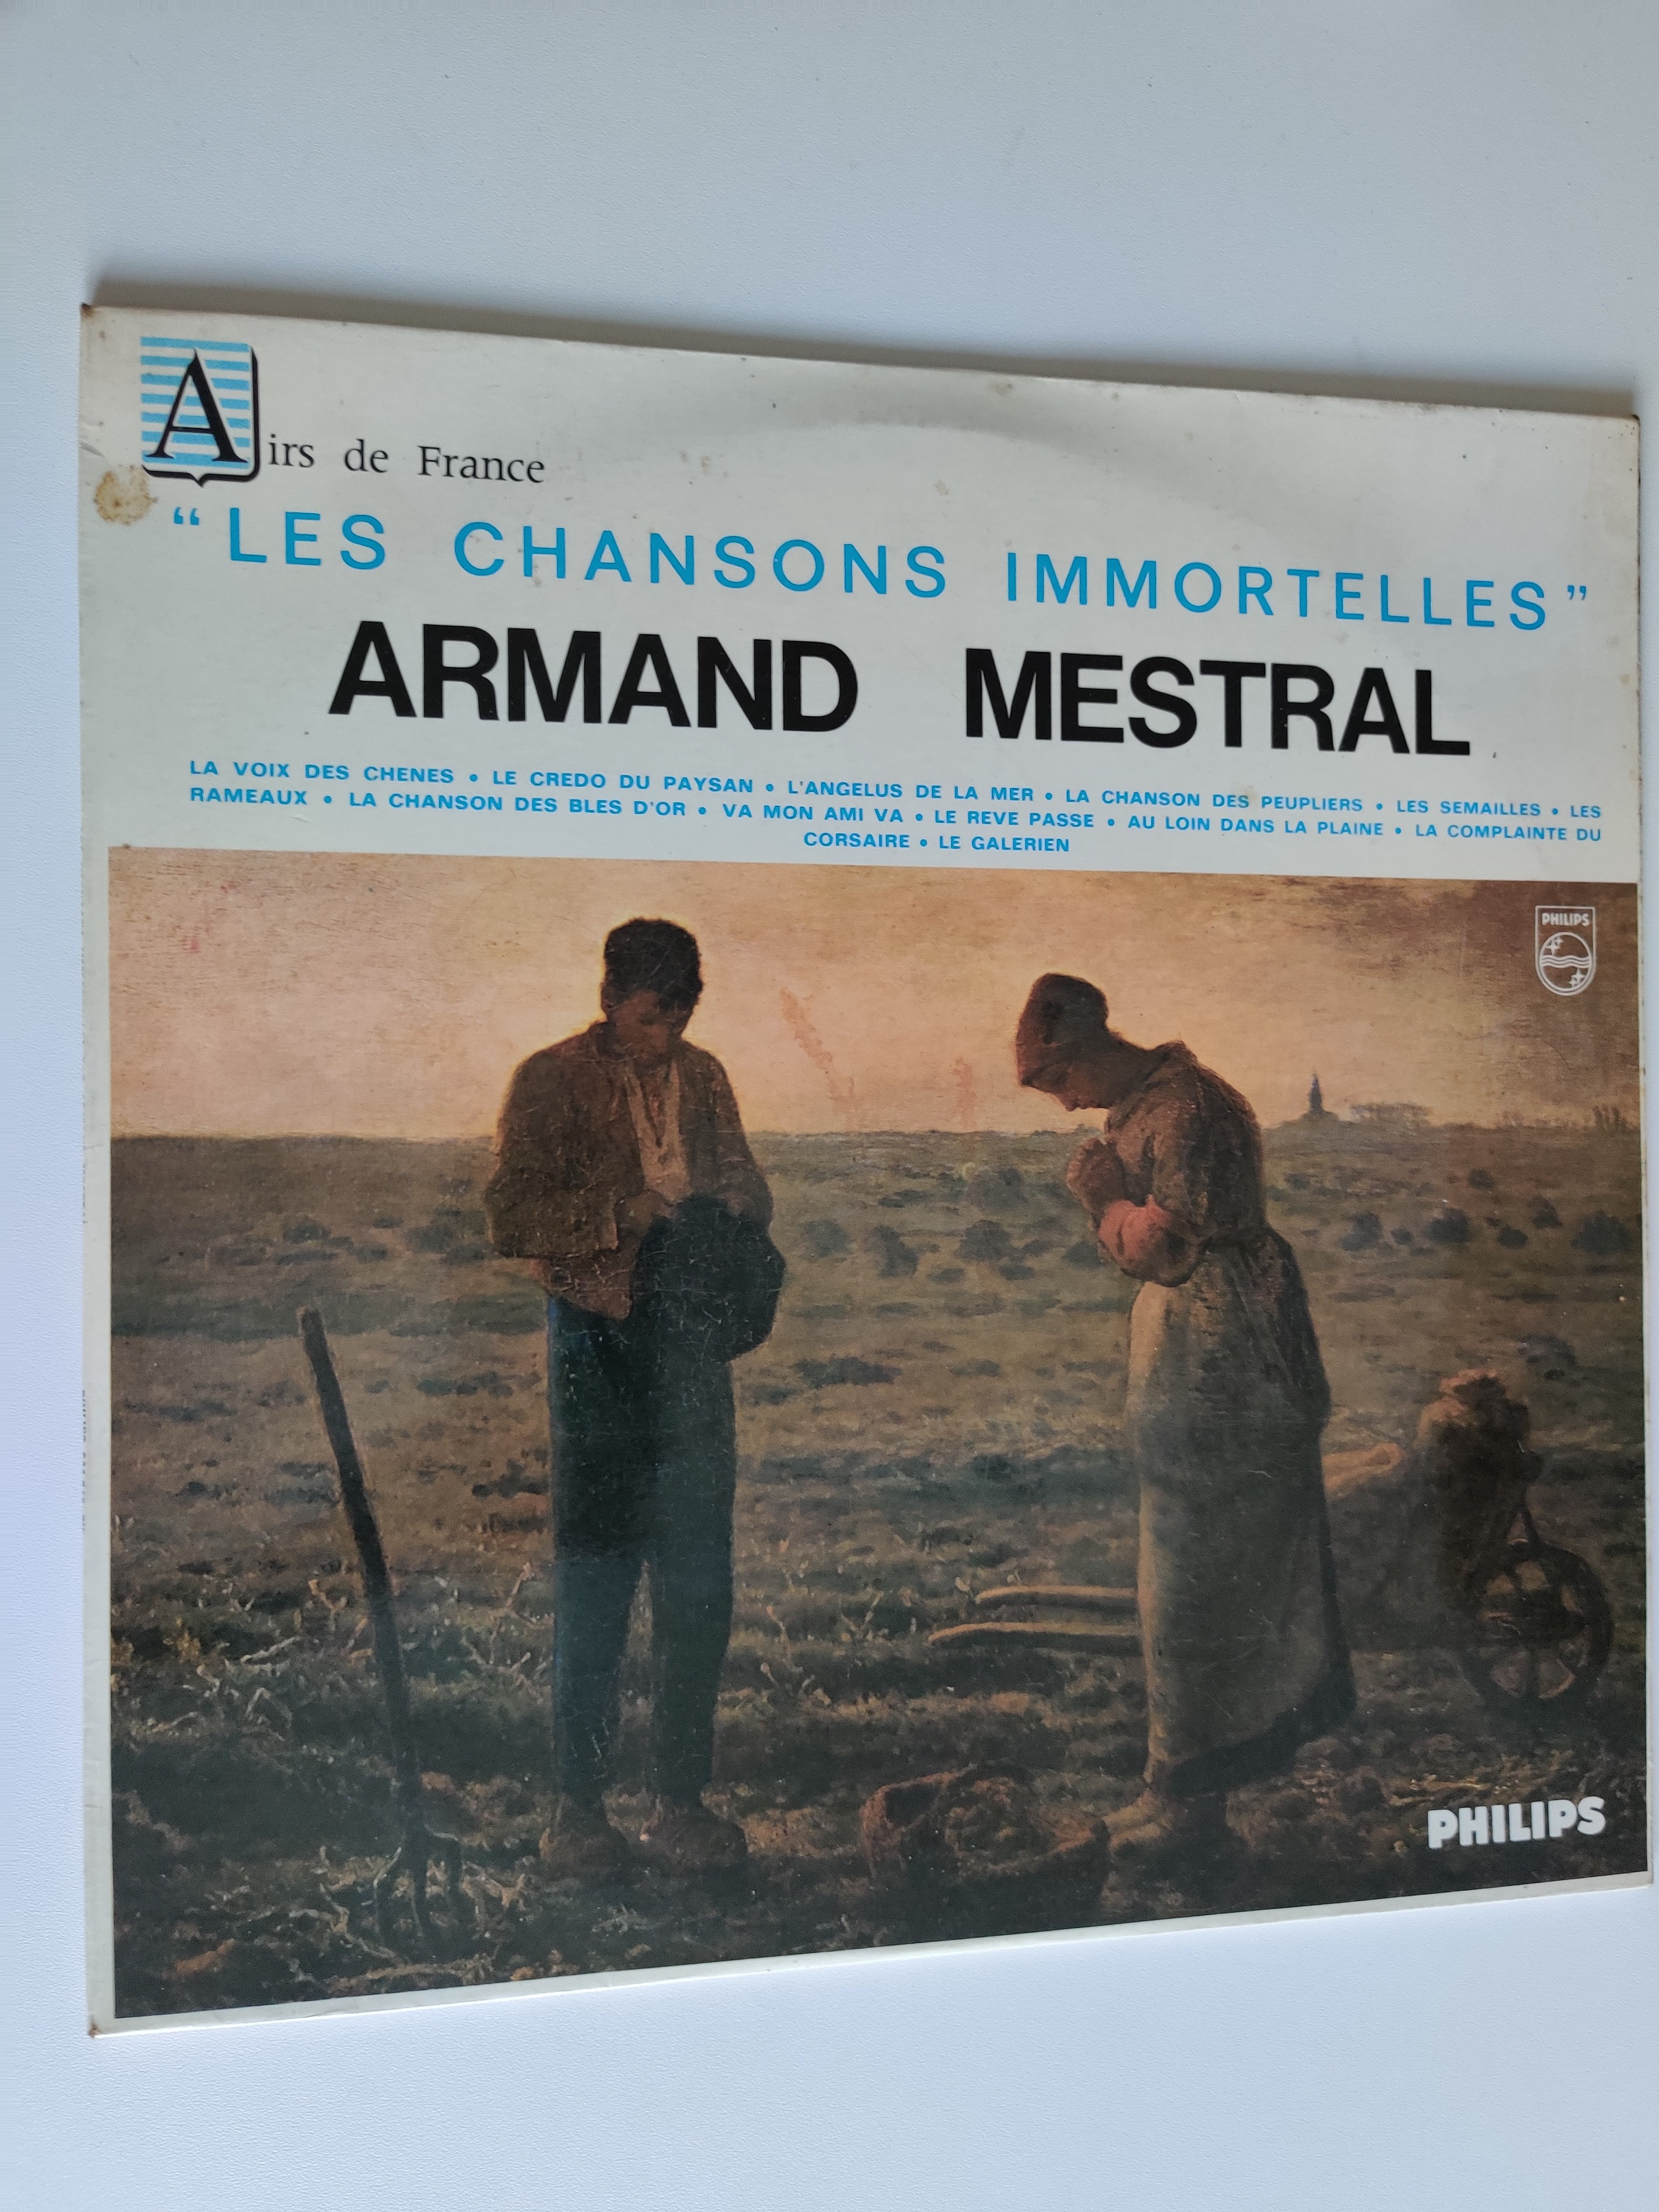 Airs de France
“LES CHANSONS IMMORTELLES”
ARMAND MESTRAL
LA VOIX DES CHENES • LE CREDO DU PAYSAN • L'ANGELUS DE LA MER • LA CHANSON DES PEUPLIERS • LES SEMAILLES • LES
RAMEAUX • LA CHANSON DES BLES D'OR • VA MON AMI VA • LE REVE PASSE • AU LOIN DANS LA PLAINE • LA COMPLAINTE DU
CORSAIRE • LE GALERIEN
PHILIPS
PHILIPS